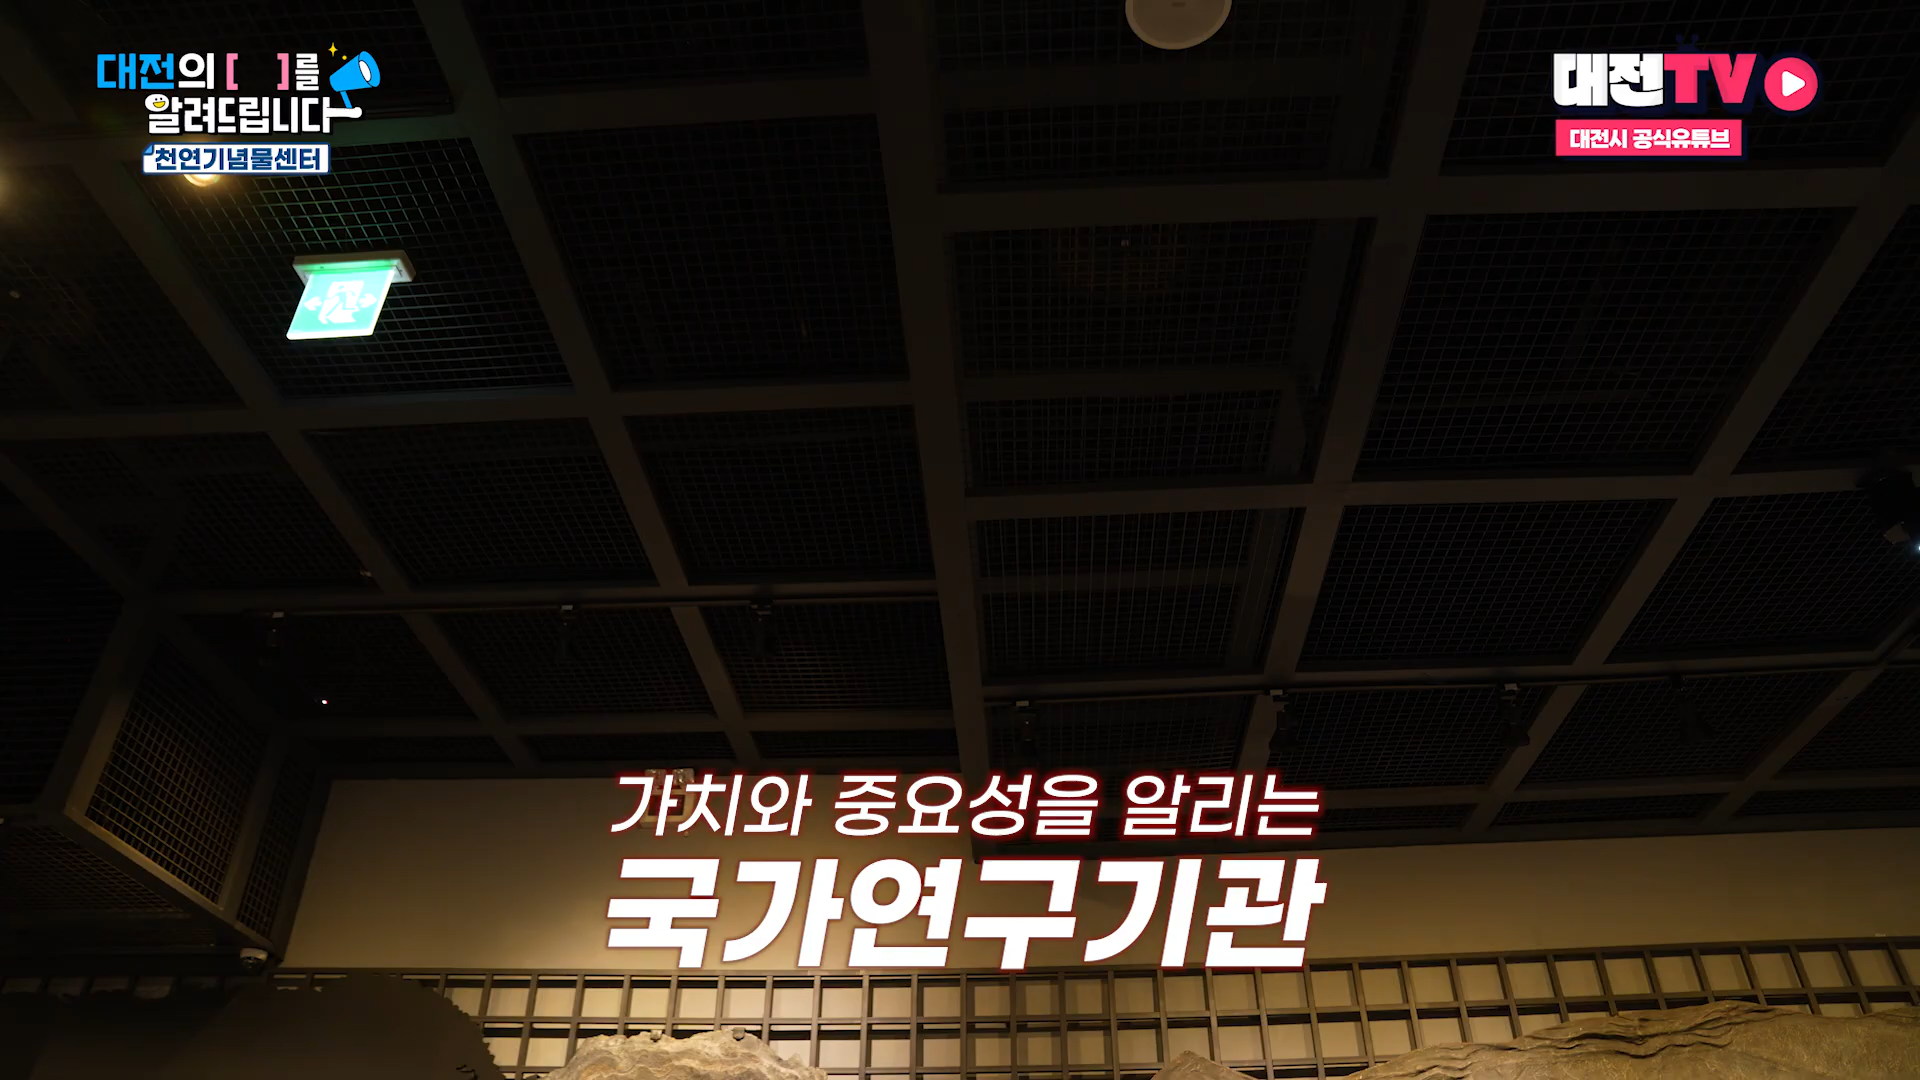 대전의 [ ]를
알려드립니다
천연기념물센터
대전TV
대전시 공식유튜브
가치와 중요성을 알리는
국가연구기관